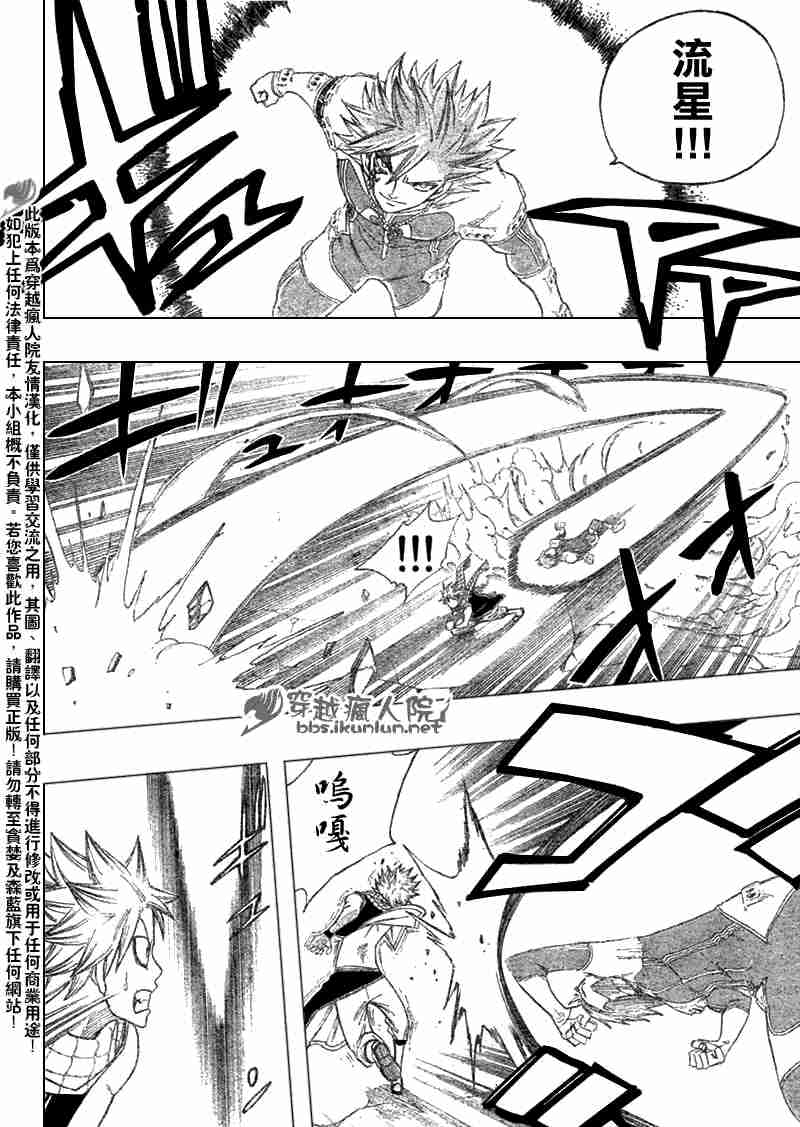 流星!!!
!!!
嗚嘎
穿越瘋人院
bbs.ikunlun.net
此版本爲穿越瘋人院友情漢化，僅供學習交流之用，其圖、翻譯以及任何部分不得進行修改或用于任何商業用途！
如犯上任何法律責任，本小組概不負責。若您喜歡此作品，請購買正版！請勿轉至貪婪及森藍旗下任何網站！